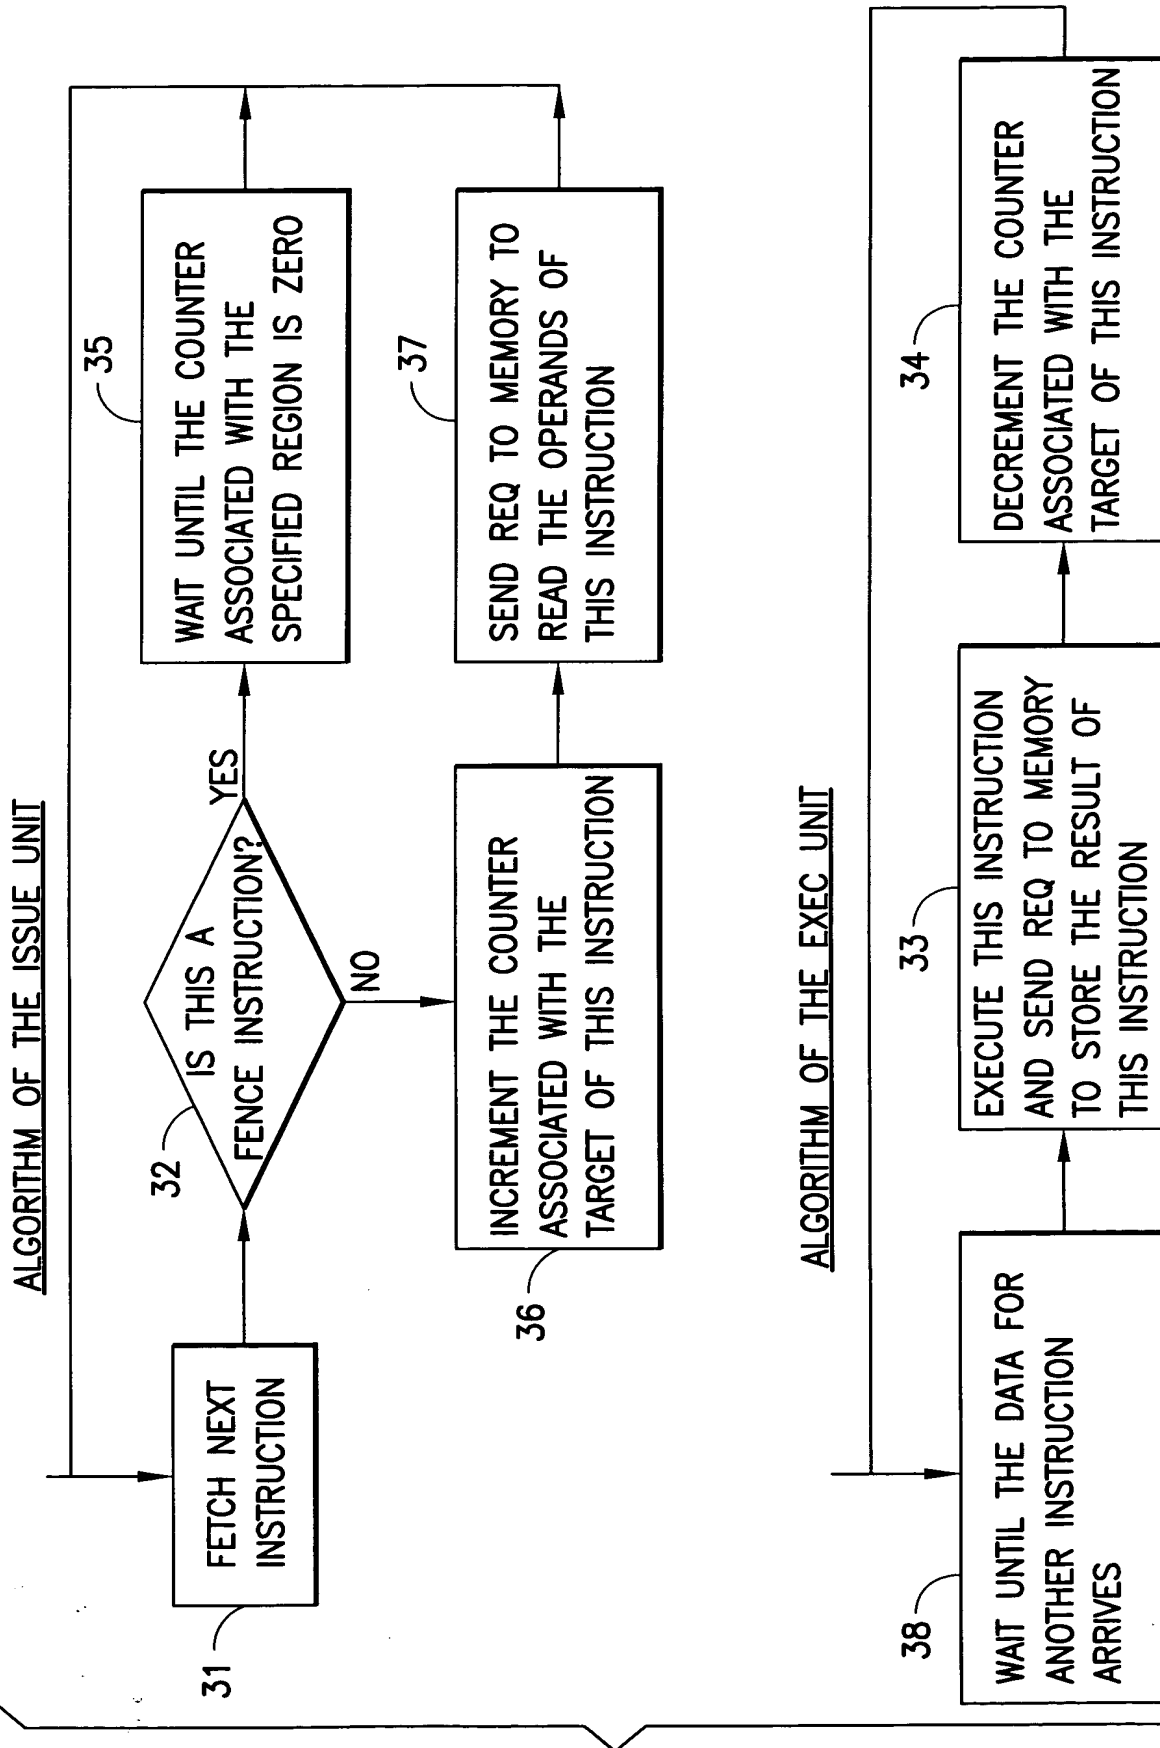 ALGORITHM OF THE ISSUE UNIT
31
FETCH NEXT
INSTRUCTION
32
IS THIS A
FENCE INSTRUCTION?
YES
NO
35
WAIT UNTIL THE COUNTER
ASSOCIATED WITH THE
SPECIFIED REGION IS ZERO
36
INCREMENT THE COUNTER
ASSOCIATED WITH THE
TARGET OF THIS INSTRUCTION
37
SEND REQ TO MEMORY TO
READ THE OPERANDS OF
THIS INSTRUCTION
ALGORITHM OF THE EXEC UNIT
38
WAIT UNTIL THE DATA FOR
ANOTHER INSTRUCTION
ARRIVES
33
EXECUTE THIS INSTRUCTION
AND SEND REQ TO MEMORY
TO STORE THE RESULT OF
THIS INSTRUCTION
34
DECREMENT THE COUNTER
ASSOCIATED WITH THE
TARGET OF THIS INSTRUCTION